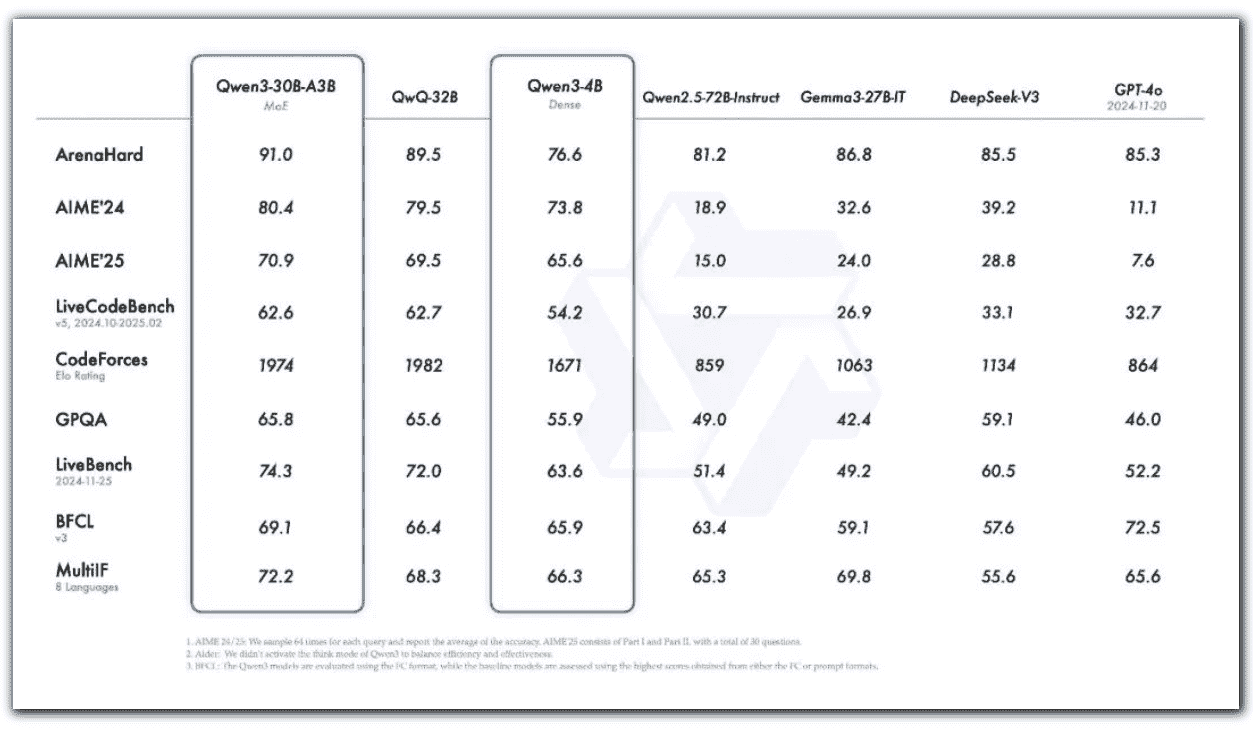 Qwen3-30B-A3B QwQ-32B Qwen3-4B Qwen2.5-72B-Instruct Gemma3-27B-IT DeepSeek-V3 GPT-4o
MoE Dense 2024-11-20
ArenaHard 91.0 89.5 76.6 81.2 86.8 85.5 85.3
AIME'24 80.4 79.5 73.8 18.9 32.6 39.2 11.1
AIME'25 70.9 69.5 65.6 15.0 24.0 28.8 7.6
LiveCodeBench 62.6 62.7 54.2 30.7 26.9 33.1 32.7
v5, 2024.10-2025.02
CodeForces 1974 1982 1671 859 1063 1134 864
Elo Rating
GPQA 65.8 65.6 55.9 49.0 42.4 59.1 46.0
LiveBench 74.3 72.0 63.6 51.4 49.2 60.5 52.2
2024-11-25
BFCL 69.1 66.4 65.9 63.4 59.1 57.6 72.5
v3
MultiIF 72.2 68.3 66.3 65.3 69.8 55.6 65.6
8 Languages
1. AIME 24/25: We sample 64 times for each query and report the average of the accuracy. AIME'25 consists of Part I and Part II, with a total of 30 questions.
2. Aider: We didn't activate the think mode of Qwen3 to balance efficiency and effectiveness.
3. BFCL: The Qwen3 models are evaluated using the FC format, while the baseline models are assessed using the highest scores obtained from either the FC or prompt formats.